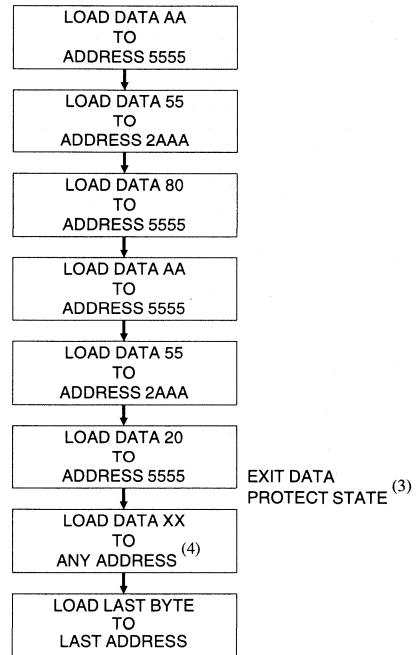 LOAD DATA AA
TO
ADDRESS 5555
LOAD DATA 55
TO
ADDRESS 2AAA
LOAD DATA 80
TO
ADDRESS 5555
LOAD DATA AA
TO
ADDRESS 5555
LOAD DATA 55
TO
ADDRESS 2AAA
LOAD DATA 20
TO
ADDRESS 5555
EXIT DATA
PROTECT STATE (3)
LOAD DATA XX
TO
ANY ADDRESS (4)
LOAD LAST BYTE
TO
LAST ADDRESS